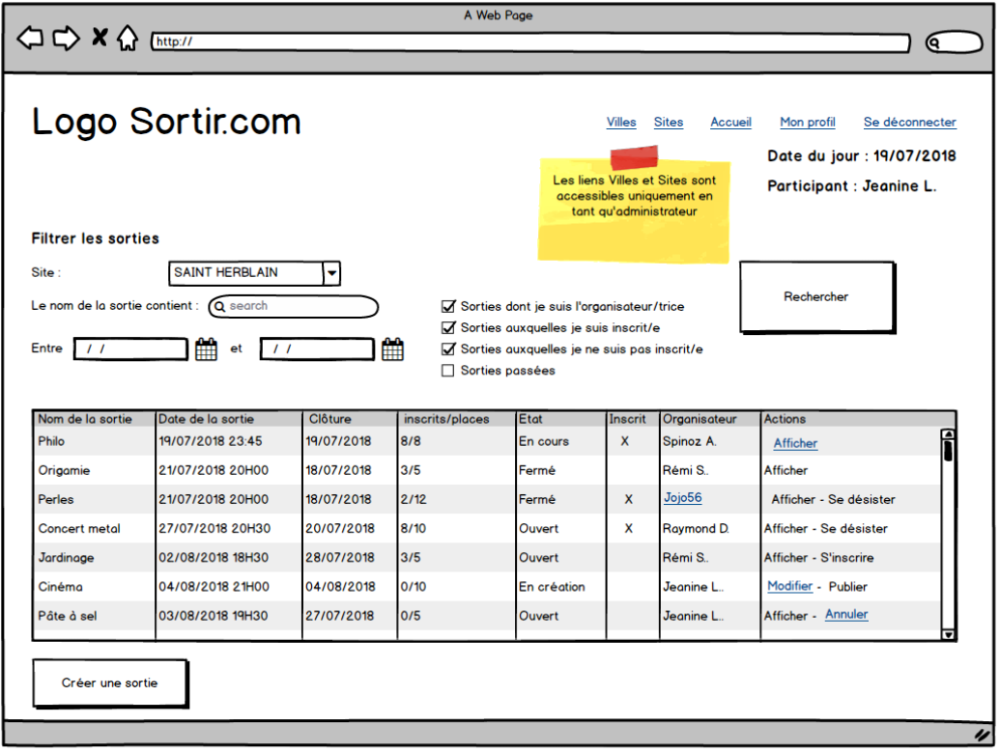 A Web Page
http://
Logo Sortir.com
Villes Sites Accueil Mon profil Se déconnecter
Date du jour : 19/07/2018
Participant : Jeanine L.
Les liens Villes et Sites sont
accessibles uniquement en
tant qu'administrateur
Filtrer les sorties
Site : SAINT HERBLAIN
Le nom de la sortie contient : search
Entre / / et / /
Sorties dont je suis l'organisateur/trice
Sorties auxquelles je suis inscrit/e
Sorties auxquelles je ne suis pas inscrit/e
Sorties passées
Rechercher
Nom de la sortie Date de la sortie Clôture inscrits/places Etat Inscrit Organisateur Actions
Philo 19/07/2018 23:45 19/07/2018 8/8 En cours X Spinoz A. Afficher
Origamie 21/07/2018 20H00 18/07/2018 3/5 Fermé Rémi S.. Afficher
Perles 21/07/2018 20H00 18/07/2018 2/12 Fermé X Jojo56 Afficher - Se désister
Concert metal 27/07/2018 20H30 20/07/2018 8/10 Ouvert X Raymond D. Afficher - Se désister
Jardinage 02/08/2018 18H30 28/07/2018 3/5 Ouvert Rémi S.. Afficher - S'inscrire
Cinéma 04/08/2018 21H00 04/08/2018 0/10 En création Jeanine L.. Modifier - Publier
Pâte à sel 03/08/2018 19H30 27/07/2018 0/5 Ouvert Jeanine L.. Afficher - Annuler
Créer une sortie